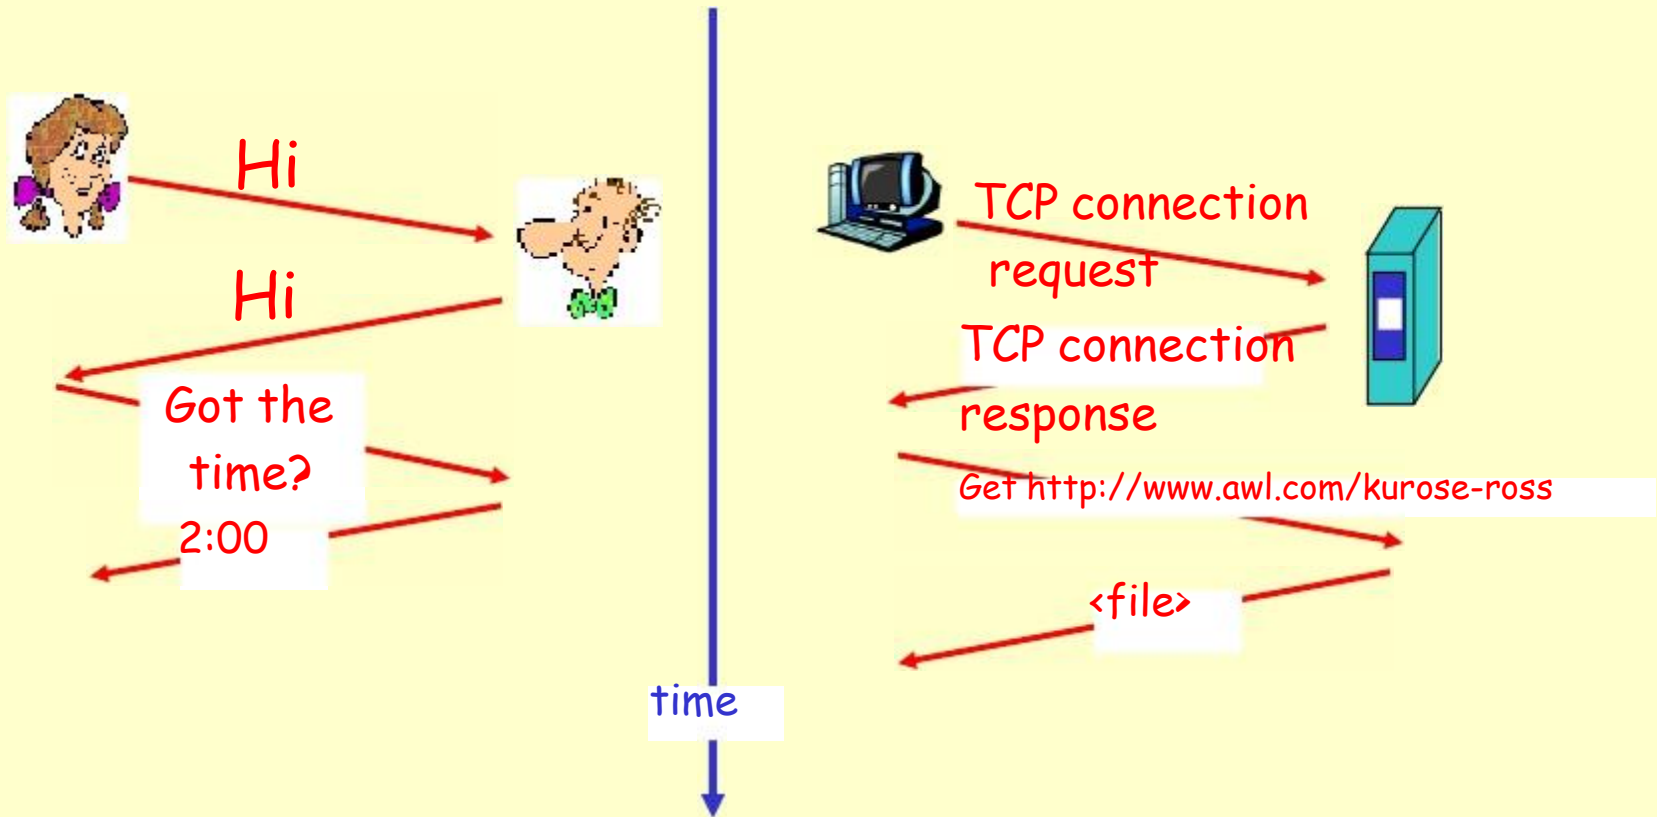 Hi
Hi
Got the
time?
2:00
time
TCP connection
request
TCP connection
response
Get http://www.awl.com/kurose-ross
<file>